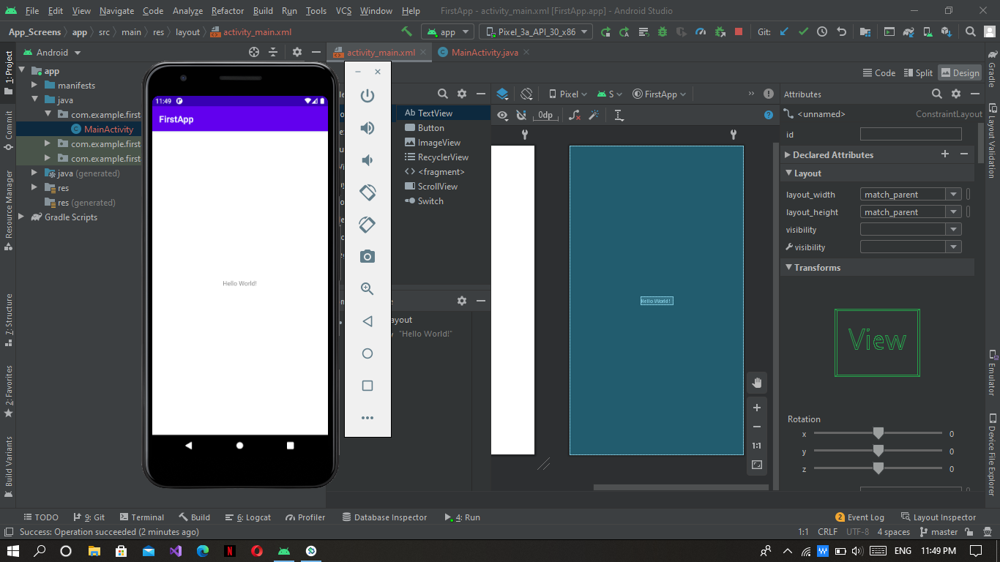 File Edit View Navigate Code Analyze Refactor Build Run Tools VCS Window Help FirstApp - activity_main.xml [FirstApp.app] - Android Studio
App_Screens app src main res layout activity_main.xml app Pixel_3a_API_30_x86 Git:
1: Project
Commit
Resource Manager
7: Structure
2: Favorites
Build Variants
Android
app
manifests
java
com.example.first
MainActivity
com.example.first
com.example.first
java (generated)
res
res (generated)
Gradle Scripts
11:49
FirstApp
Hello World!
activity_main.xml MainActivity.java
Code Split Design
Ab TextView
Button
ImageView
RecyclerView
<fragment>
ScrollView
Switch
ayout
"Hello World!"
Pixel S FirstApp
0dp
Hello World!
1:1
Attributes
<unnamed> ConstraintLayout
id
Declared Attributes
Layout
layout_width match_parent
layout_height match_parent
visibility
visibility
Transforms
View
Rotation
x 0
y 0
z 0
Gradle
Layout Validation
Emulator
Device File Explorer
TODO 9: Git Terminal Build 6: Logcat Profiler Database Inspector 4: Run 2 Event Log Layout Inspector
Success: Operation succeeded (2 minutes ago) 1:1 CRLF UTF-8 4 spaces master
ENG 11:49 PM